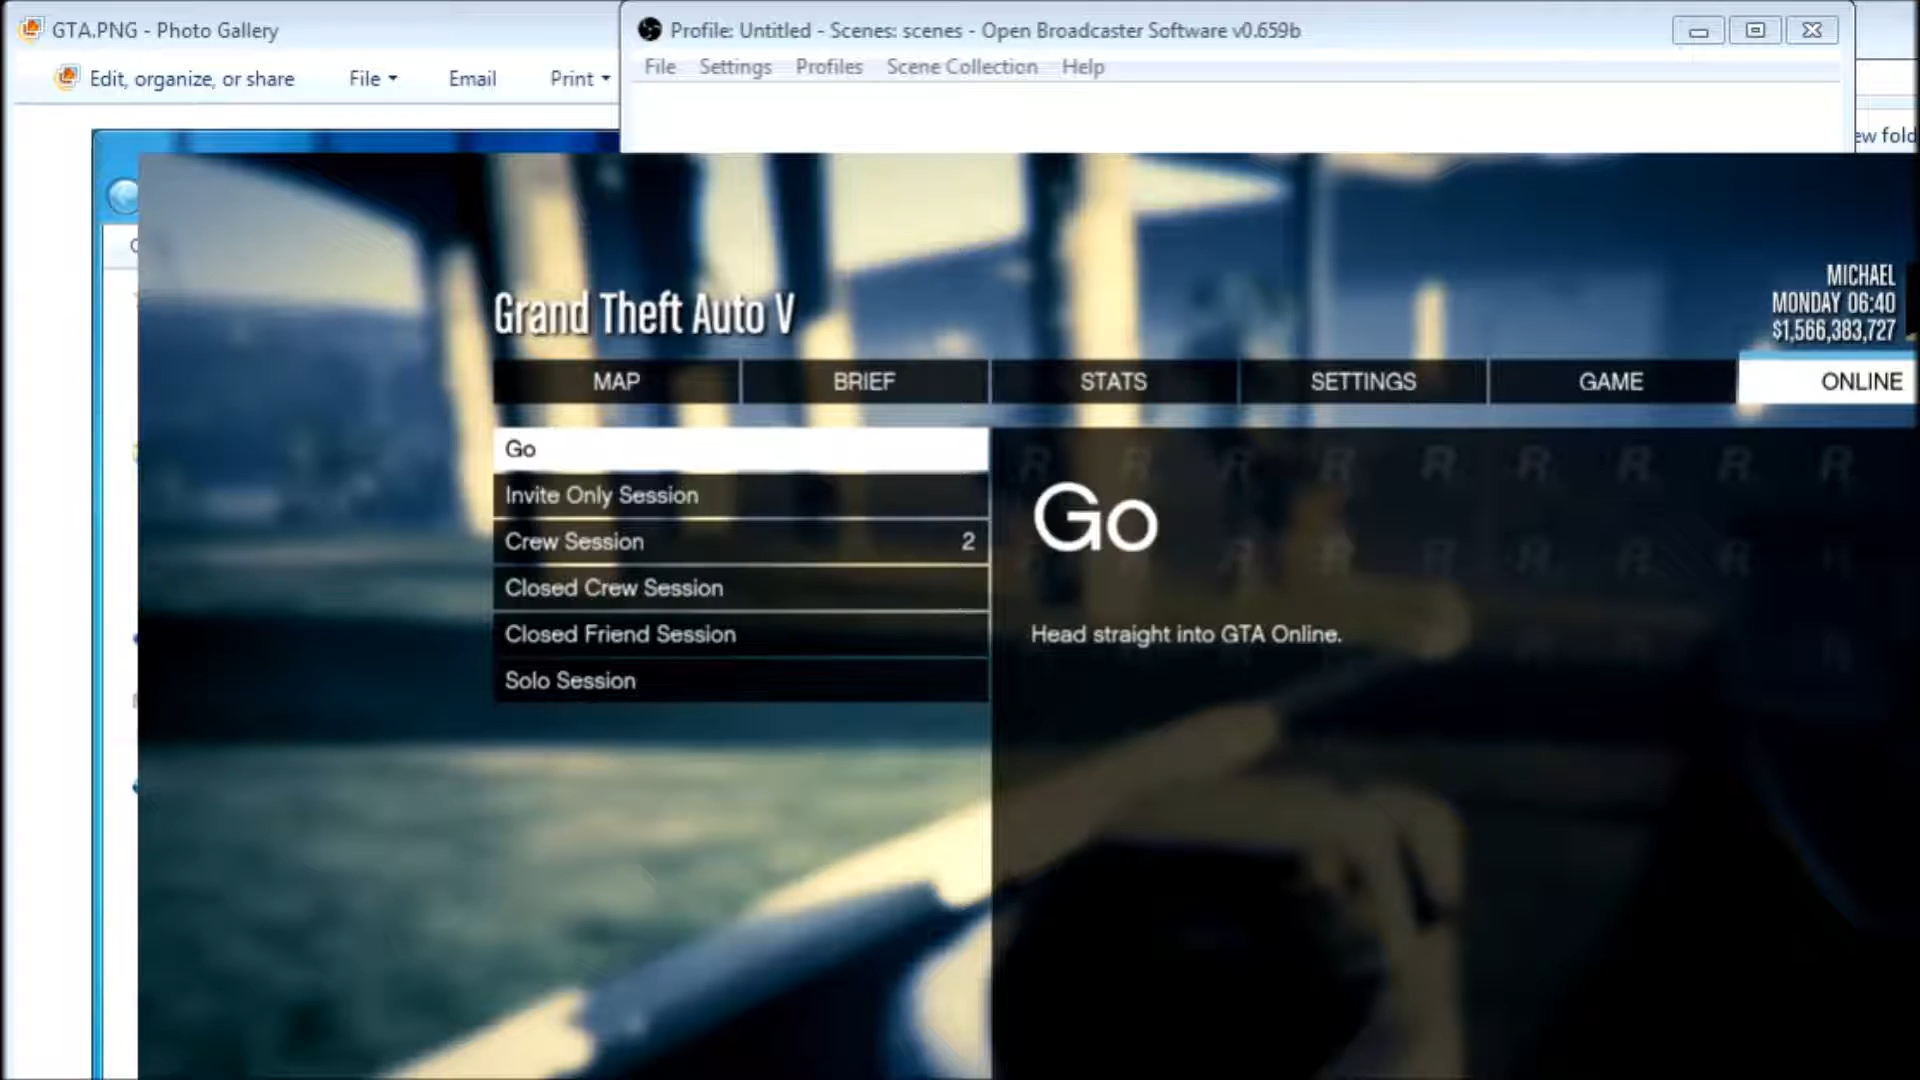 GTA.PNG - Photo Gallery
Profile: Untitled - Scenes: scenes - Open Broadcaster Software v0.659b
Edit, organize, or share File Email Print
File Settings Profiles Scene Collection Help
Grand Theft Auto V
MICHAEL
MONDAY 06:40
$1,566,383,727
MAP BRIEF STATS SETTINGS GAME ONLINE
Go
Invite Only Session
Crew Session 2
Closed Crew Session
Closed Friend Session
Solo Session
Go
Head straight into GTA Online.